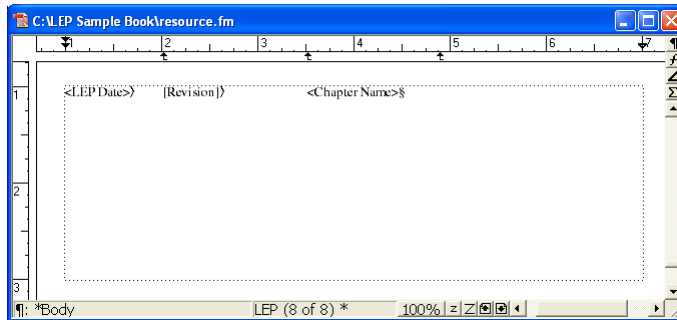 C:\LEP Sample Book\resource.fm
1 2 3 4 5 6 7 ¶
f
1 <LEP Date>⟩ [Revision]⟩ <Chapter Name>§
Σ
2
3
¶: *Body LEP (8 of 8) * 100% z Z